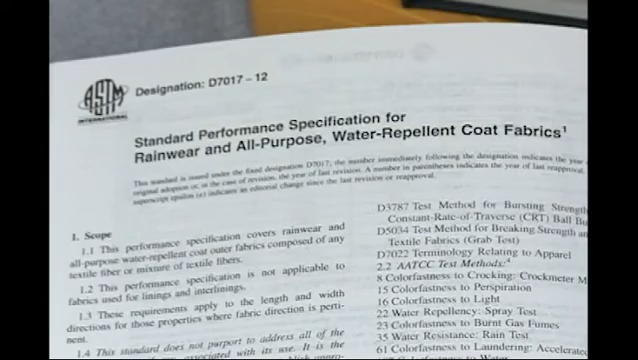 ASTM
INTERNATIONAL
Designation: D7017 – 12
Standard Performance Specification for
Rainwear and All-Purpose, Water-Repellent Coat Fabrics¹
This standard is issued under the fixed designation D7017; the number immediately following the designation indicates the year
original adoption or, in the case of revision, the year of last revision. A number in parentheses indicates the year of last reapproval.
superscript epsilon (ε) indicates an editorial change since the last revision or reapproval.
1. Scope
1.1 This performance specification covers rainwear and
all-purpose water-repellent coat outer fabrics composed of any
textile fiber or mixture of textile fibers.
1.2 This performance specification is not applicable to
fabrics used for linings and interlinings.
1.3 These requirements apply to the length and width
directions for those properties where fabric direction is perti-
nent.
1.4 This standard does not purport to address all of the
associated with its use. It is the
D3787 Test Method for Bursting Strength
Constant-Rate-of-Traverse (CRT) Ball Bu
D5034 Test Method for Breaking Strength an
Textile Fabrics (Grab Test)
D7022 Terminology Relating to Apparel
2.2 AATCC Test Methods:⁴
8 Colorfastness to Crocking: Crockmeter M
15 Colorfastness to Perspiration
16 Colorfastness to Light
22 Water Repellency: Spray Test
23 Colorfastness to Burnt Gas Fumes
35 Water Resistance: Rain Test
61 Colorfastness to Laundering: Accelerated